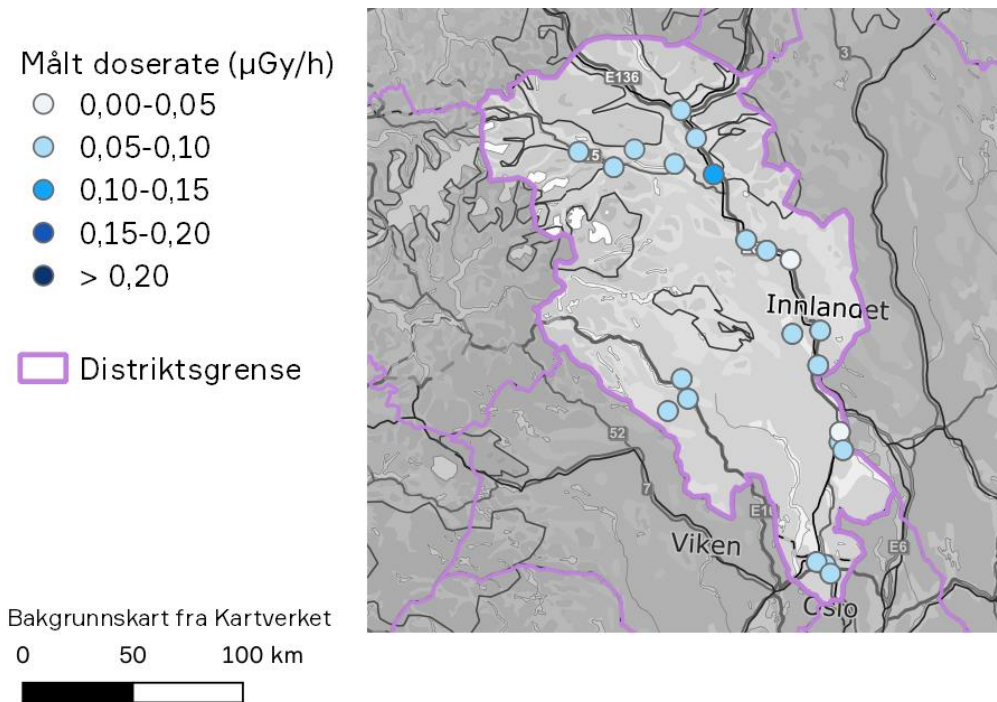 Målt doserate (µGy/h)
0,00-0,05
0,05-0,10
0,10-0,15
0,15-0,20
> 0,20
Distriktsgrense
Bakgrunnskart fra Kartverket
0 50 100 km
3
E136
Innlandet
52
7
Viken
E6
Oslo